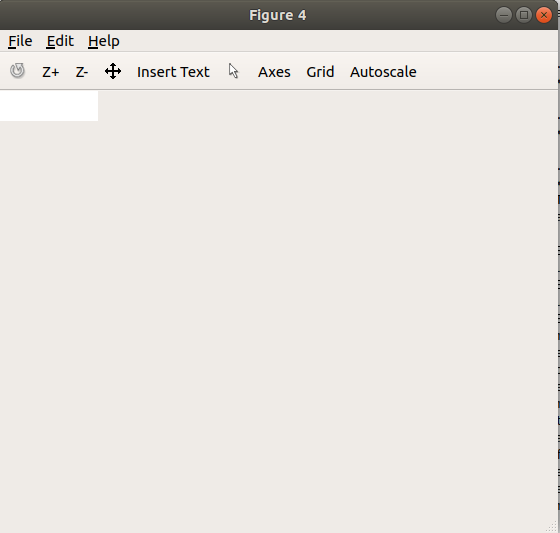 Figure 4
File Edit Help
Z+ Z- Insert Text Axes Grid Autoscale